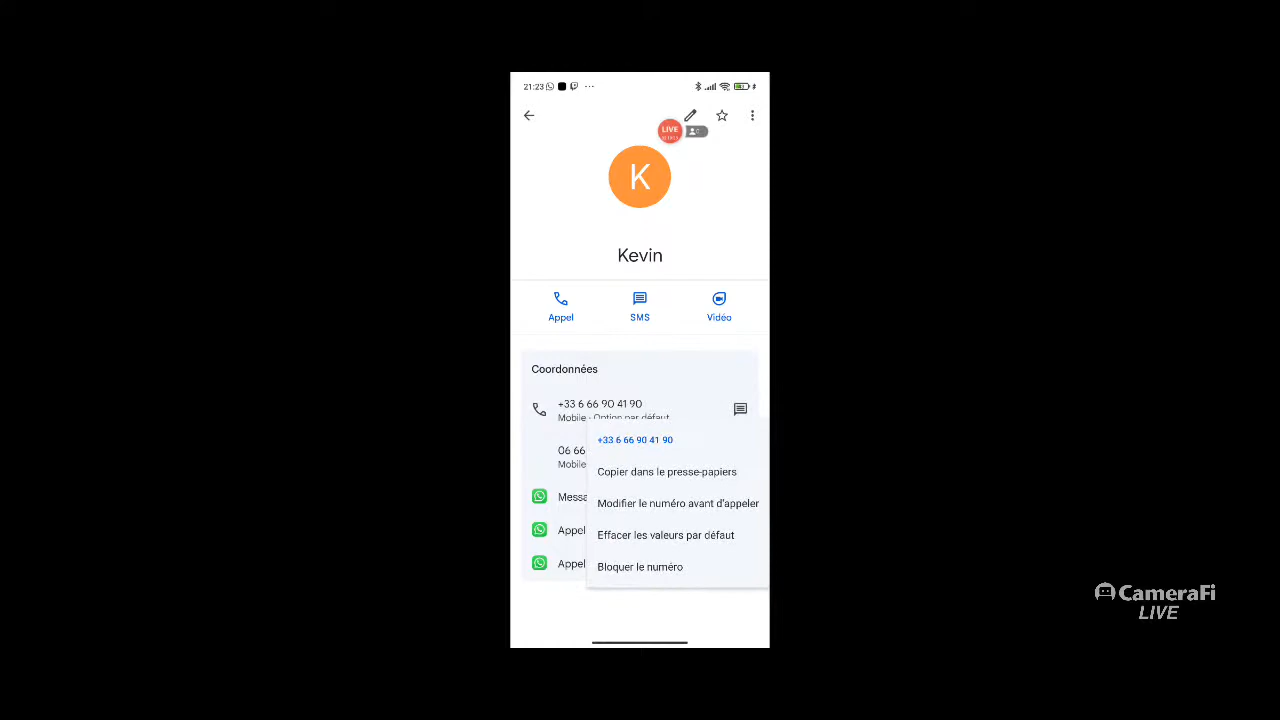 21:23
LIVE
K
Kevin
Appel
SMS
Vidéo
Coordonnées
+33 6 66 90 41 90
Mobile · Option par défaut
+33 6 66 90 41 90
06 66
Mobile
Copier dans le presse-papiers
Messa
Modifier le numéro avant d'appeler
Appel
Effacer les valeurs par défaut
Appel
Bloquer le numéro
CameraFi
LIVE